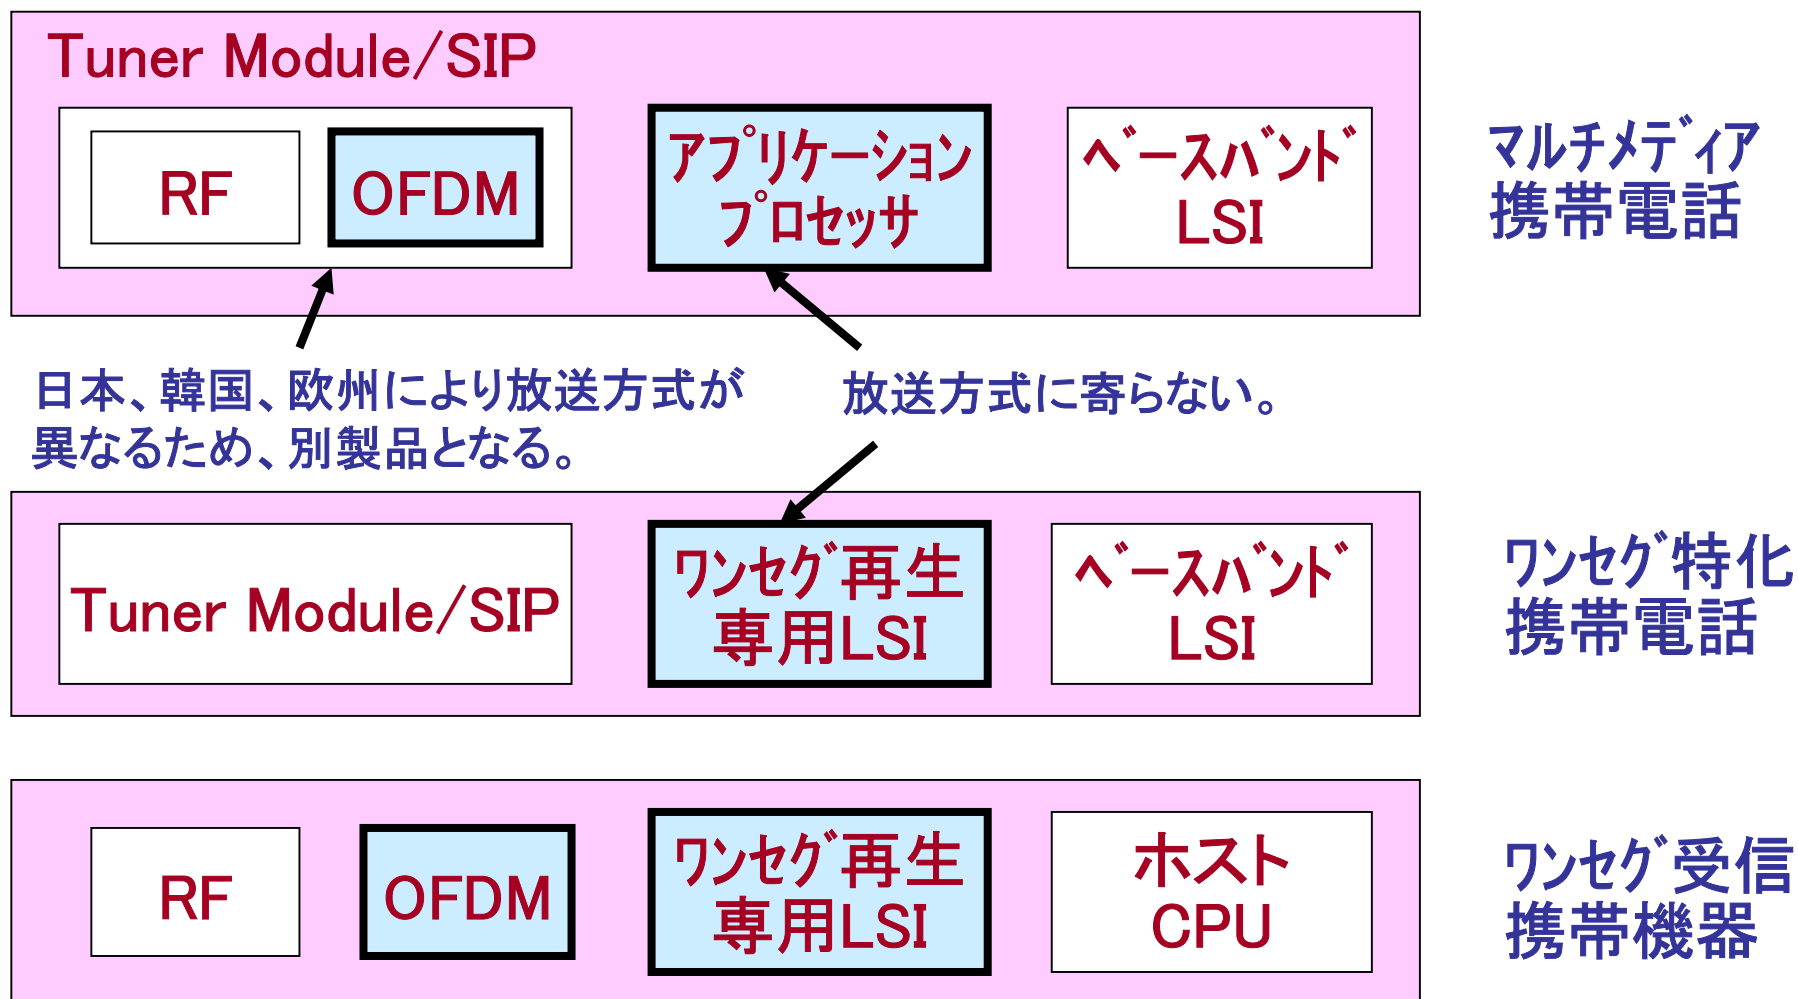 Tuner Module/SIP
RF
OFDM
ｱﾌﾟﾘｹｰｼｮﾝ
ﾌﾟﾛｾｯｻ
ﾍﾞｰｽﾊﾞﾝﾄﾞ
LSI
ﾏﾙﾁﾒﾃﾞｨｱ
携帯電話
日本、韓国、欧州により放送方式が
異なるため、別製品となる。
放送方式に寄らない。
Tuner Module/SIP
ﾜﾝｾｸﾞ再生
専用LSI
ﾍﾞｰｽﾊﾞﾝﾄﾞ
LSI
ﾜﾝｾｸﾞ特化
携帯電話
RF
OFDM
ﾜﾝｾｸﾞ再生
専用LSI
ホスト
CPU
ﾜﾝｾｸﾞ受信
携帯機器